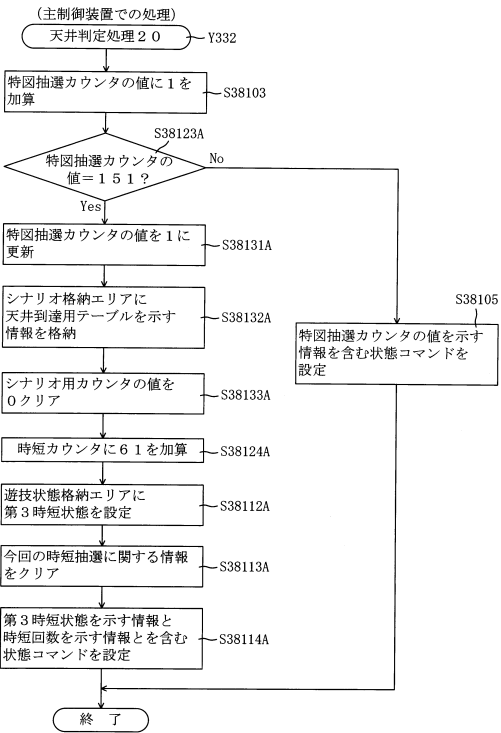 (主制御装置での処理)
天井判定処理20
Y332
特図抽選カウンタの値に1を
加算
S38103
S38123A
特図抽選カウンタの
値=151?
No
Yes
特図抽選カウンタの値を1に
更新
S38131A
シナリオ格納エリアに
天井到達用テーブルを示す
情報を格納
S38132A
S38105
特図抽選カウンタの値を示す
情報を含む状態コマンドを
設定
シナリオ用カウンタの値を
0クリア
S38133A
時短カウンタに61を加算
S38124A
遊技状態格納エリアに
第3時短状態を設定
S38112A
今回の時短抽選に関する情報
をクリア
S38113A
第3時短状態を示す情報と
時短回数を示す情報とを含む
状態コマンドを設定
S38114A
終 了